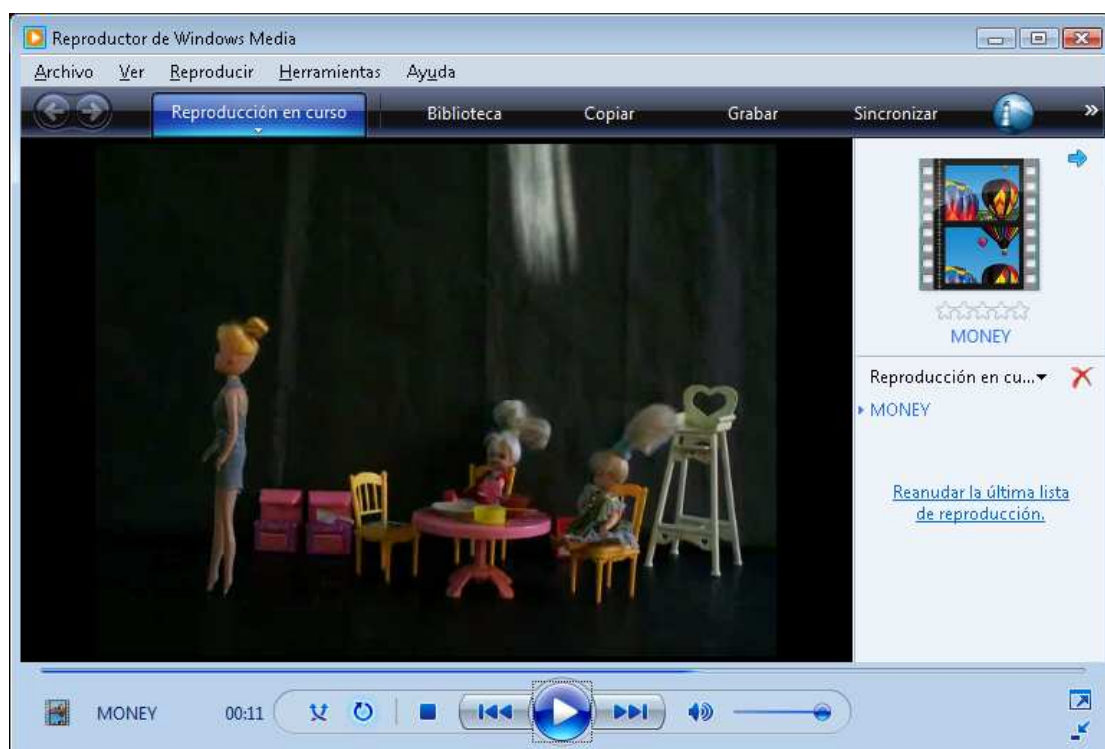 Reproductor de Windows Media
Archivo Ver Reproducir Herramientas Ayuda
Reproducción en curso Biblioteca Copiar Grabar Sincronizar »
MONEY
Reproducción en cu...
MONEY
Reanudar la última lista
de reproducción.
MONEY 00:11